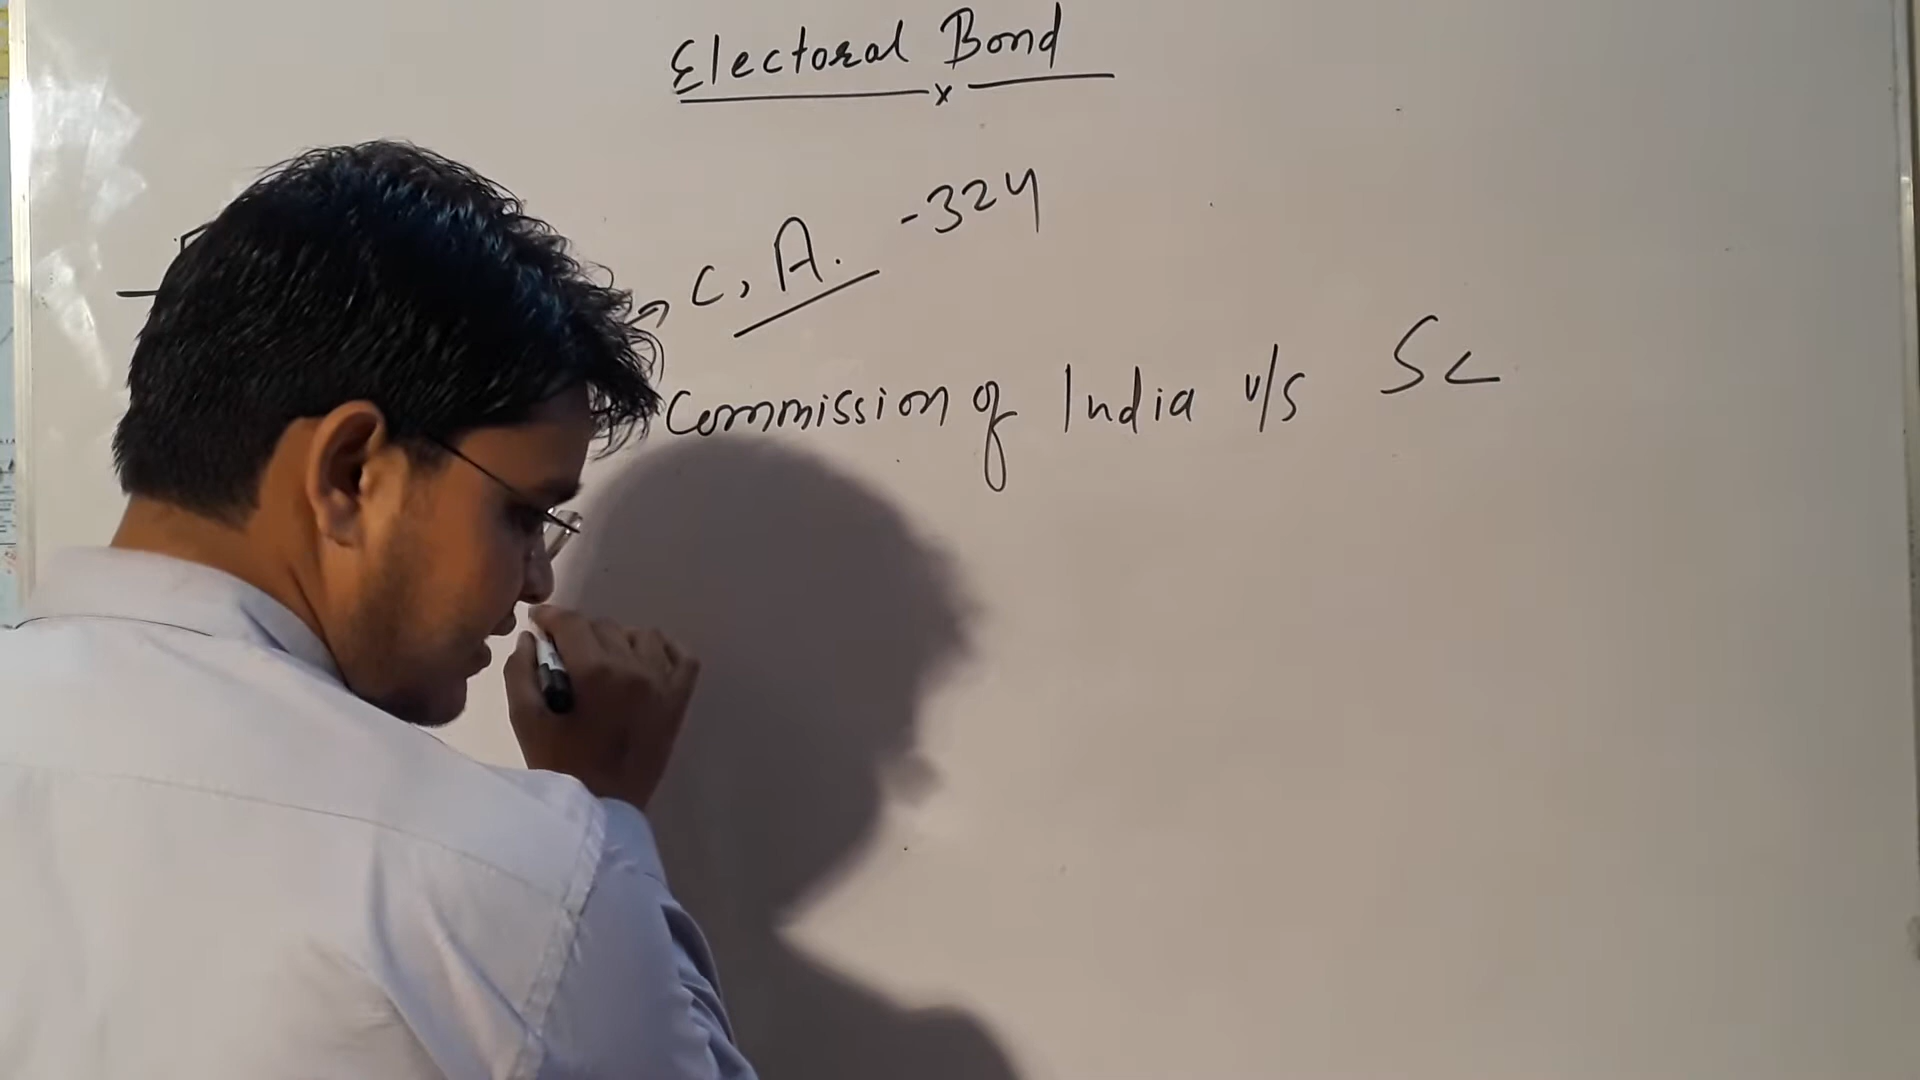 Electoral Bond
x
C, A. -324
Commission of India v/s SC